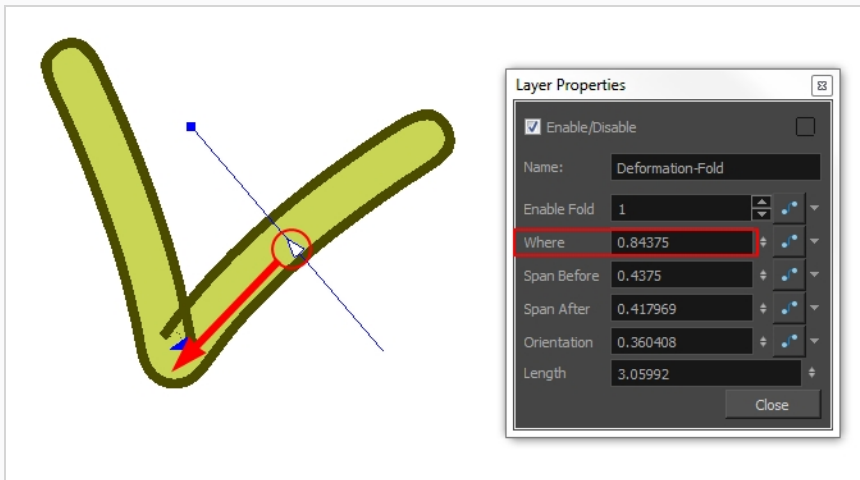 Layer Properties
Enable/Disable
Name: Deformation-Fold
Enable Fold 1
Where 0.84375
Span Before 0.4375
Span After 0.417969
Orientation 0.360408
Length 3.05992
Close